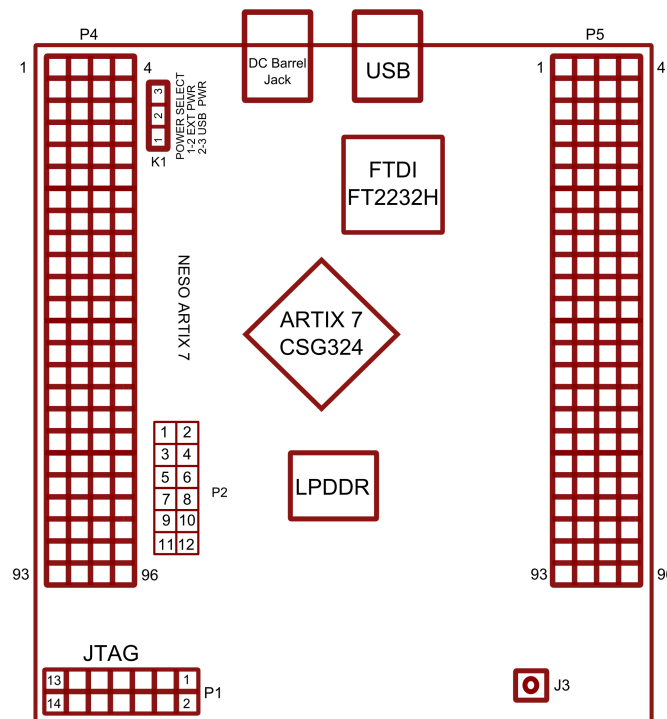 P4
P5
DC Barrel
Jack
USB
1
4
1
4
3
2
1
K1
POWER SELECT
1-2 EXT PWR
2-3 USB PWR
FTDI
FT2232H
NESO ARTIX 7
ARTIX 7
CSG324
1 2
3 4
5 6
7 8
9 10
11 12
P2
LPDDR
93
96
93
JTAG
13 1
14 2
P1
J3